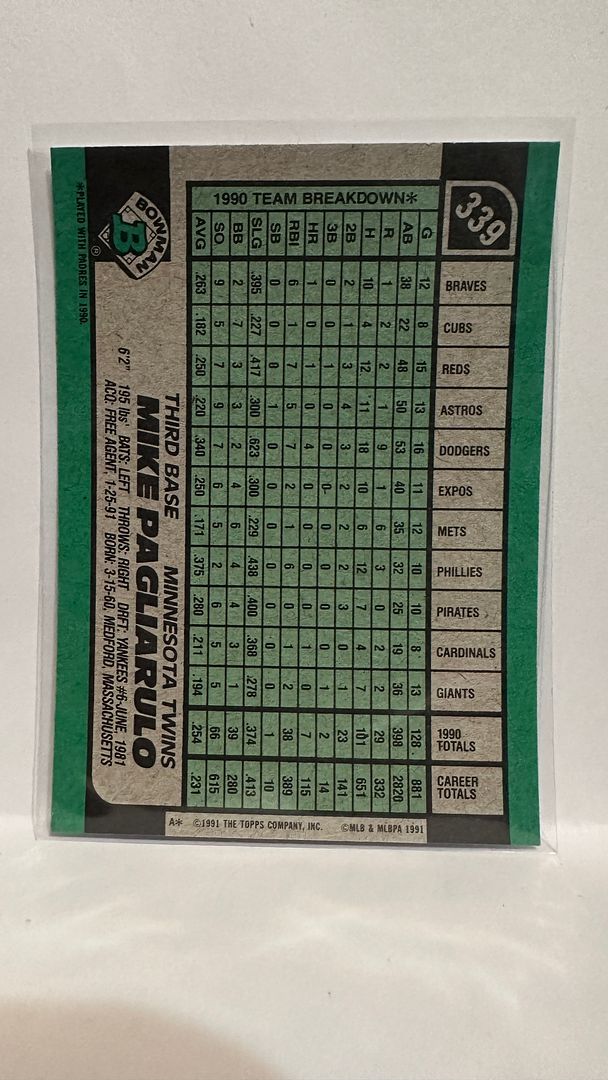 339
BRAVES CUBS REDS ASTROS DODGERS EXPOS METS PHILLIES PIRATES CARDINALS GIANTS 1990 TOTALS CAREER TOTALS
1990 TEAM BREAKDOWN*
G 12 8 15 13 16 11 12 10 10 8 13 128 881
AB 38 22 48 50 53 40 35 32 25 19 36 398 2820
R 1 2 2 1 9 1 6 3 0 2 2 29 332
H 10 4 12 11 18 10 6 12 7 4 7 101 651
2B 2 1 3 4 3 2 2 2 3 0 1 23 141
3B 0 0 1 0 0 0 0 0 0 1 0 2 14
HR 1 0 1 0 4 0 0 0 0 0 1 7 115
RBI 6 1 7 5 7 2 1 6 0 1 2 38 389
SB 0 0 0 1 0 0 0 0 0 0 0 1 10
SLG .395 .227 .417 .300 .623 .300 .229 .438 .400 .368 .278 .374 .413
BB 2 7 3 3 2 4 6 4 4 3 1 39 280
SO 9 5 7 9 7 6 5 2 6 5 5 66 615
AVG .263 .182 .250 .220 .340 .250 .171 .375 .280 .211 .194 .254 .231
A* ©1991 THE TOPPS COMPANY, INC. ©MLB & MLBPA 1991
BOWMAN
B
®
THIRD BASE MINNESOTA TWINS
MIKE PAGLIARULO
6'2" 195 lbs' BATS: LEFT THROWS: RIGHT DRFT: YANKEES #6-JUNE, 1981
ACQ: FREE AGENT, 1-25-91 BORN: 3-15-60, MEDFORD, MASSACHUSETTS
*PLAYED WITH PADRES IN 1990.